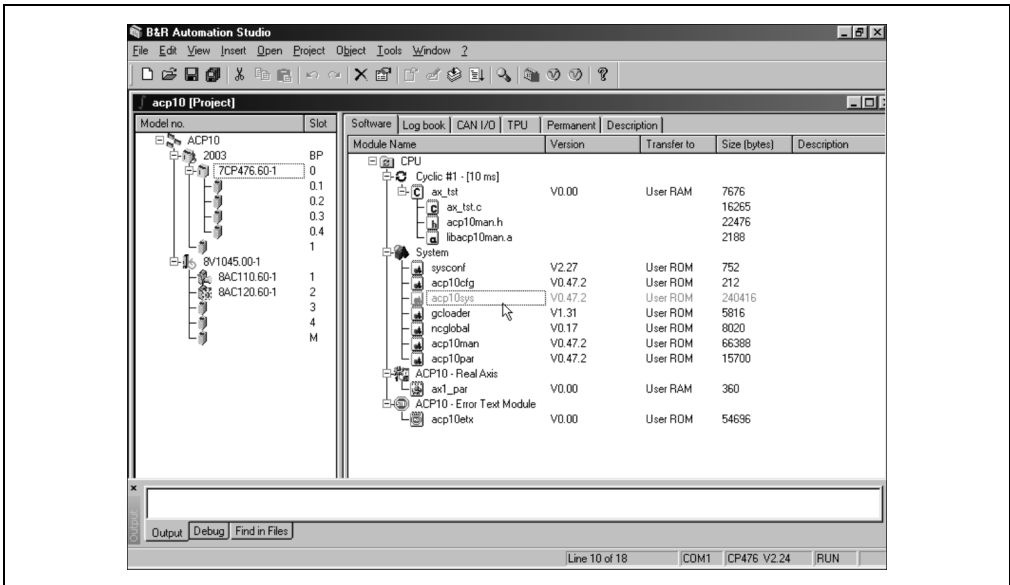 B&R Automation Studio
File Edit View Insert Open Project Object Tools Window ?
acp10 [Project]
Model no. Slot
ACP10
2003 BP
7CP476.60-1 0
0.1
0.2
0.3
0.4
1
8V1045.00-1
8AC110.60-1 1
8AC120.60-1 2
3
4
M
Software Log book CAN I/O TPU Permanent Description
Module Name Version Transfer to Size (bytes) Description
CPU
Cyclic #1 - [10 ms]
ax_tst V0.00 User RAM 7676
ax_tst.c 16265
acp10man.h 22476
libacp10man.a 2188
System
sysconf V2.27 User ROM 752
acp10cfg V0.47.2 User ROM 212
acp10sys V0.47.2 User ROM 240416
gcloader V1.31 User ROM 5816
ncglobal V0.17 User ROM 8020
acp10man V0.47.2 User ROM 66388
acp10par V0.47.2 User ROM 15700
ACP10 - Real Axis
ax1_par V0.00 User RAM 360
ACP10 - Error Text Module
acp10etx V0.00 User ROM 54696
Output
Output Debug Find in Files
Line 10 of 18 COM1 CP476 V2.24 RUN